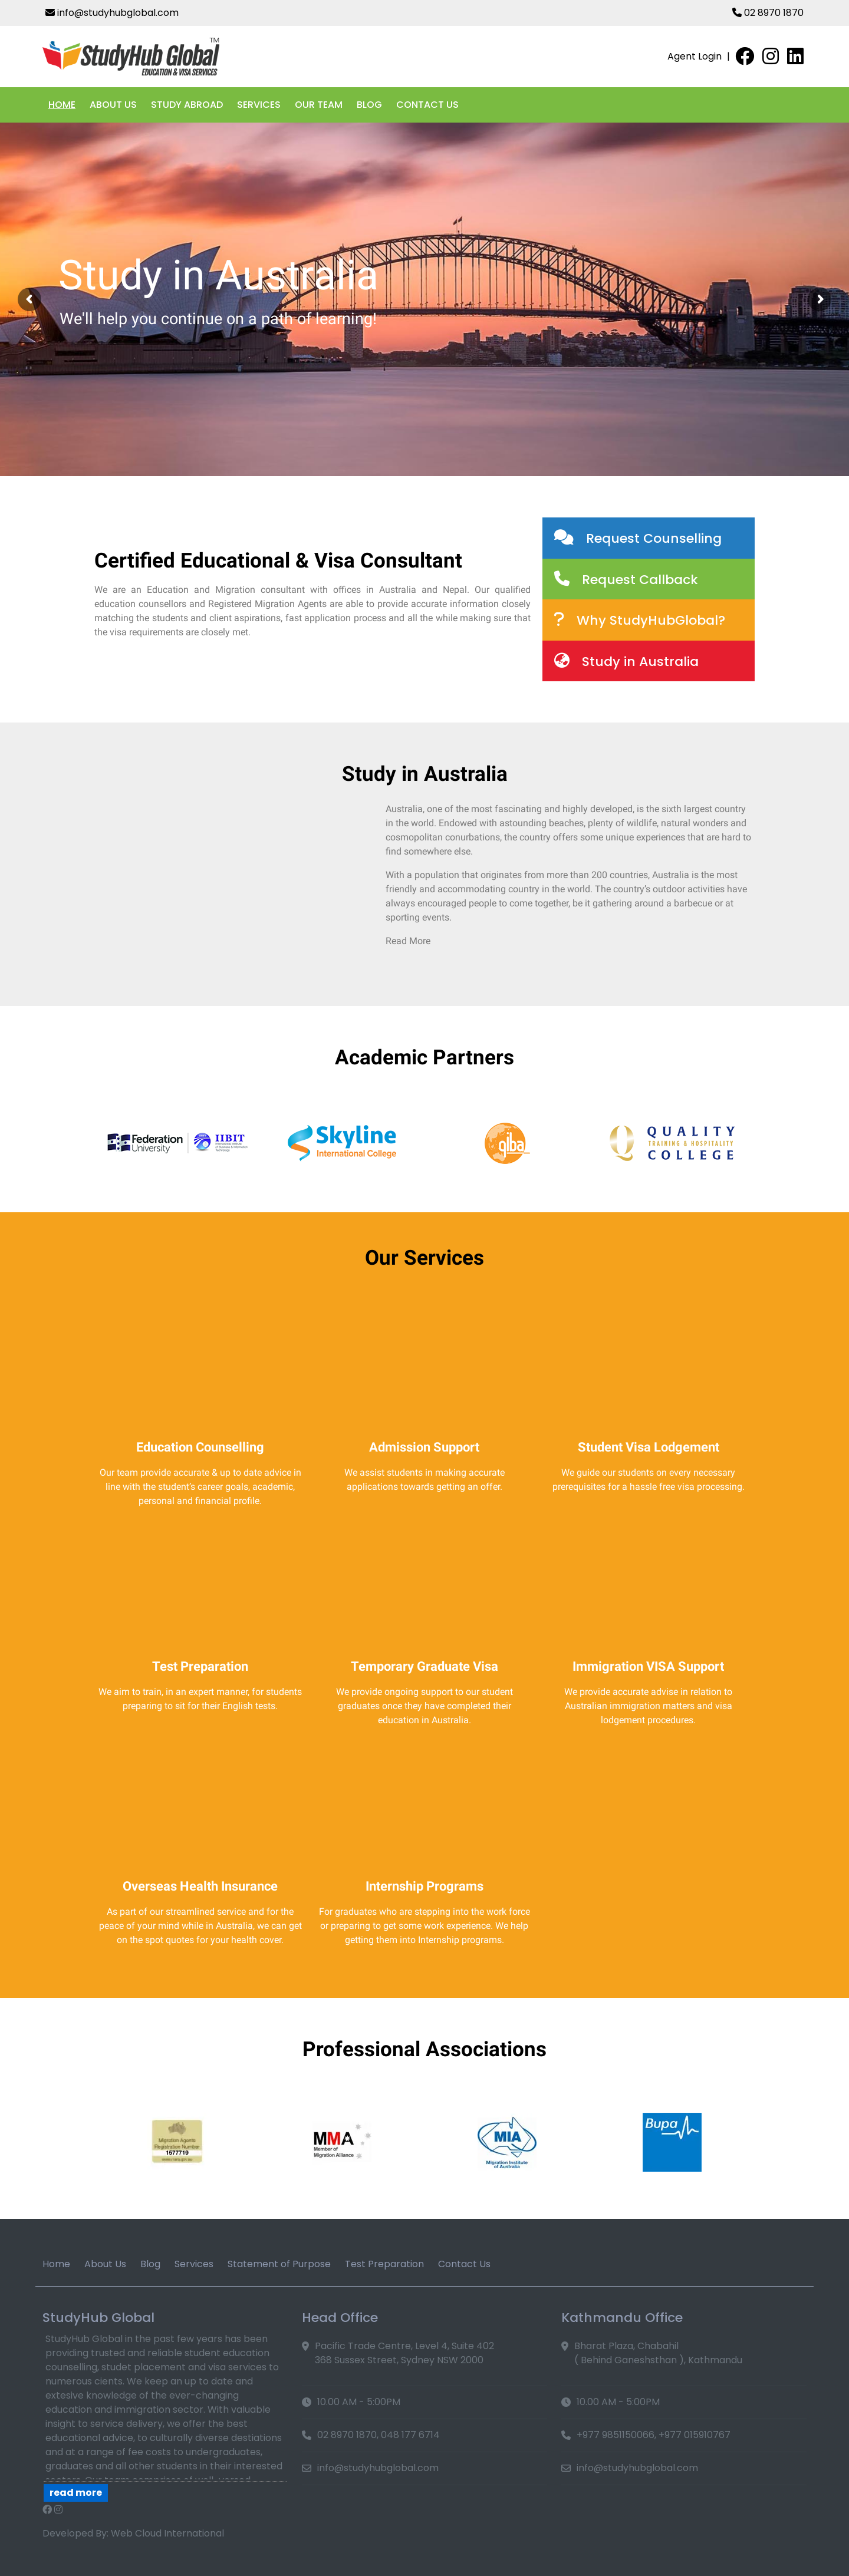 info@studyhubglobal.com
02 8970 1870
StudyHub Global TM
EDUCATION & VISA SERVICES
Agent Login |
HOME ABOUT US STUDY ABROAD SERVICES OUR TEAM BLOG CONTACT US
Study in Australia
We'll help you continue on a path of learning!
Certified Educational & Visa Consultant
We are an Education and Migration consultant with offices in Australia and Nepal. Our qualified
education counsellors and Registered Migration Agents are able to provide accurate information closely
matching the students and client aspirations, fast application process and all the while making sure that
the visa requirements are closely met.
Request Counselling
Request Callback
Why StudyHubGlobal?
Study in Australia
Study in Australia
Australia, one of the most fascinating and highly developed, is the sixth largest country
in the world. Endowed with astounding beaches, plenty of wildlife, natural wonders and
cosmopolitan conurbations, the country offers some unique experiences that are hard to
find somewhere else.
With a population that originates from more than 200 countries, Australia is the most
friendly and accommodating country in the world. The country's outdoor activities have
always encouraged people to come together, be it gathering around a barbecue or at
sporting events.
Read More
Academic Partners
Federation University IIBIT
Skyline International College
giba
QUALITY
TRAINING & HOSPITALITY
COLLEGE
Our Services
Education Counselling
Our team provide accurate & up to date advice in
line with the student's career goals, academic,
personal and financial profile.
Admission Support
We assist students in making accurate
applications towards getting an offer.
Student Visa Lodgement
We guide our students on every necessary
prerequisites for a hassle free visa processing.
Test Preparation
We aim to train, in an expert manner, for students
preparing to sit for their English tests.
Temporary Graduate Visa
We provide ongoing support to our student
graduates once they have completed their
education in Australia.
Immigration VISA Support
We provide accurate advise in relation to
Australian immigration matters and visa
lodgement procedures.
Overseas Health Insurance
As part of our streamlined service and for the
peace of your mind while in Australia, we can get
on the spot quotes for your health cover.
Internship Programs
For graduates who are stepping into the work force
or preparing to get some work experience. We help
getting them into Internship programs.
Professional Associations
Migration Agents
Registration Number
1577719
MMA
Member of
Migration Alliance
MIA
Migration Institute
of Australia
Bupa
Home About Us Blog Services Statement of Purpose Test Preparation Contact Us
StudyHub Global
StudyHub Global in the past few years has been
providing trusted and reliable student education
counselling, studet placement and visa services to
numerous cients. We keep an up to date and
extesive knowledge of the ever-changing
education and immigration sector. With valuable
insight to service delivery, we offer the best
educational advice, to culturally diverse destiations
and at a range of fee costs to undergraduates,
graduates and all other students in their interested
read more
Developed By: Web Cloud International
Head Office
Pacific Trade Centre, Level 4, Suite 402
368 Sussex Street, Sydney NSW 2000
10.00 AM - 5:00PM
02 8970 1870, 048 177 6714
info@studyhubglobal.com
Kathmandu Office
Bharat Plaza, Chabahil
( Behind Ganeshsthan ), Kathmandu
10.00 AM - 5:00PM
+977 9851150066, +977 015910767
info@studyhubglobal.com